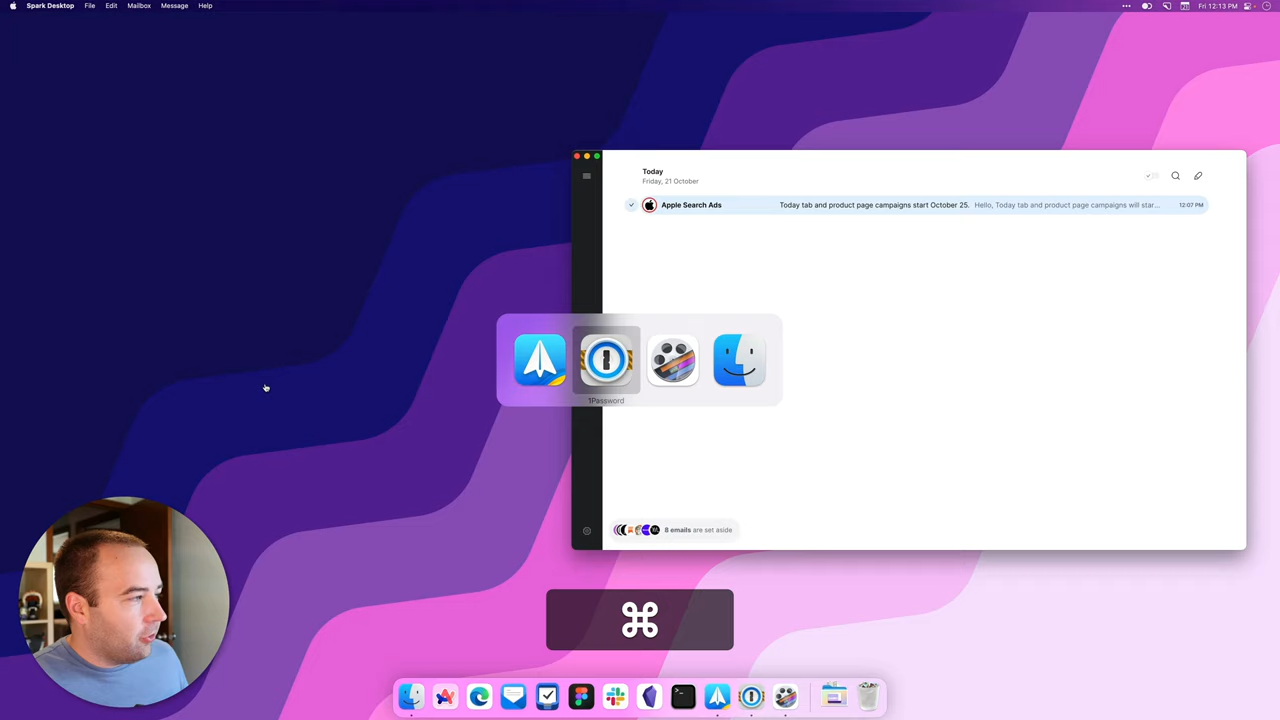 Spark Desktop File Edit Mailbox Message Help
Fri 12:13 PM
Today
Friday, 21 October
Apple Search Ads Today tab and product page campaigns start October 25. Hello, Today tab and product page campaigns will star... 12:07 PM
1Password
8 emails are set aside
⌘